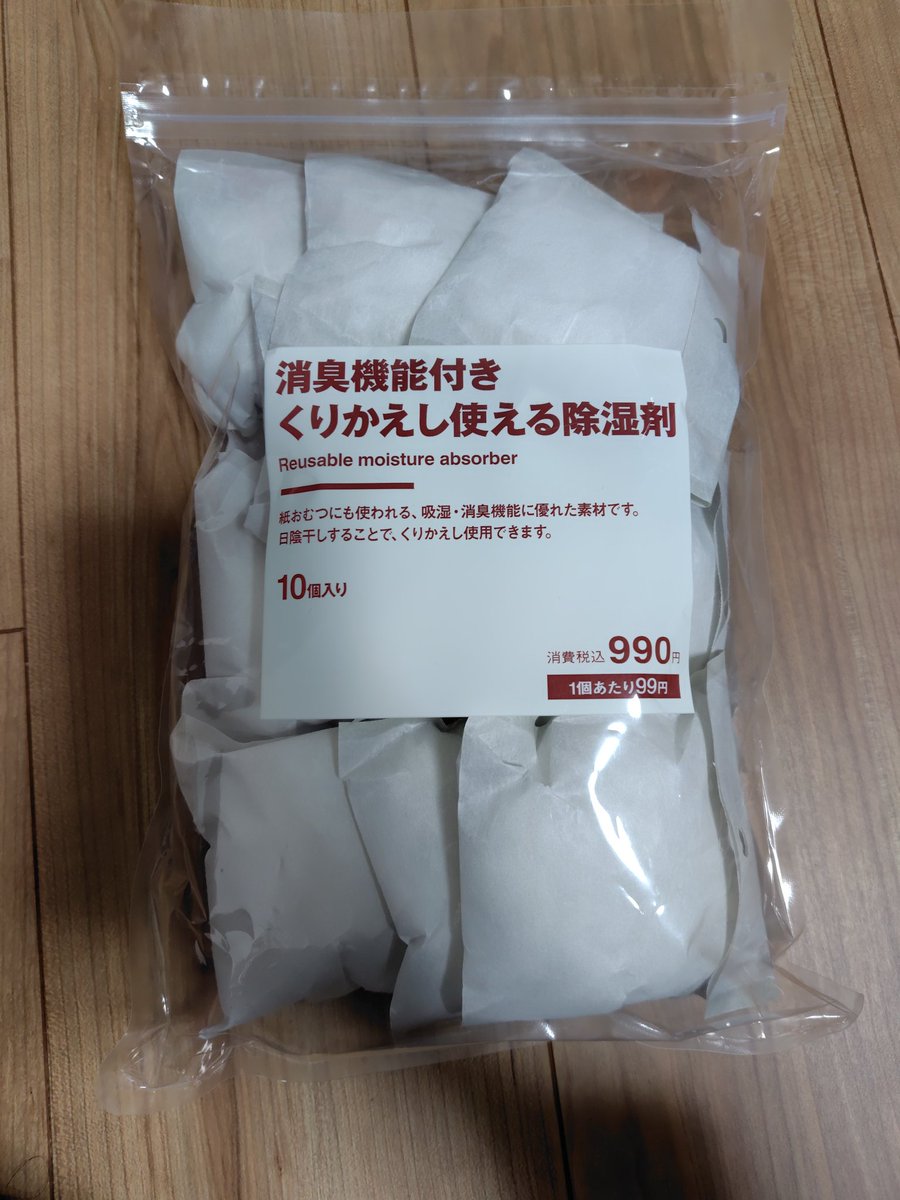 消臭機能付き
くりかえし使える除湿剤
Reusable moisture absorber
紙おむつにも使われる、吸湿・消臭機能に優れた素材です。
日陰干しすることで、くりかえし使用できます。
10個入り
消費税込990円
1個あたり99円